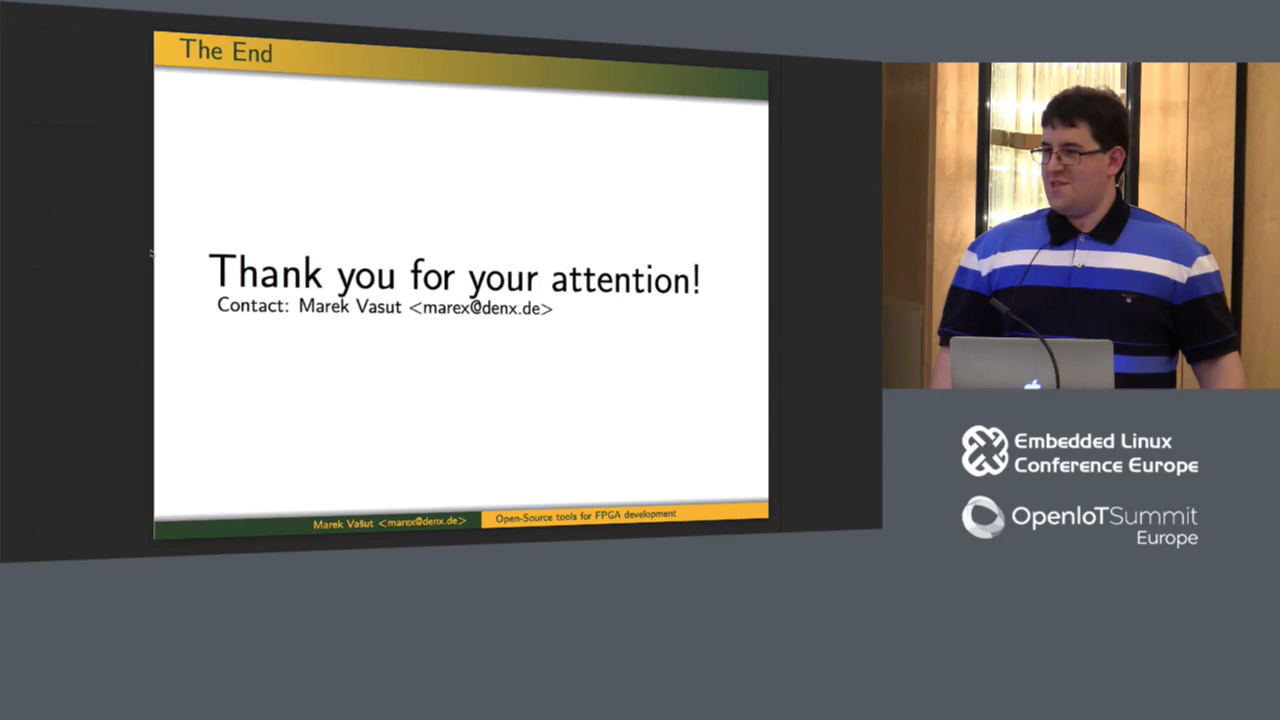 The End
Thank you for your attention!
Contact: Marek Vasut <marex@denx.de>
Marek Vašut <marex@denx.de>
Open-Source tools for FPGA development
Embedded Linux
Conference Europe
OpenIoTSummit
Europe